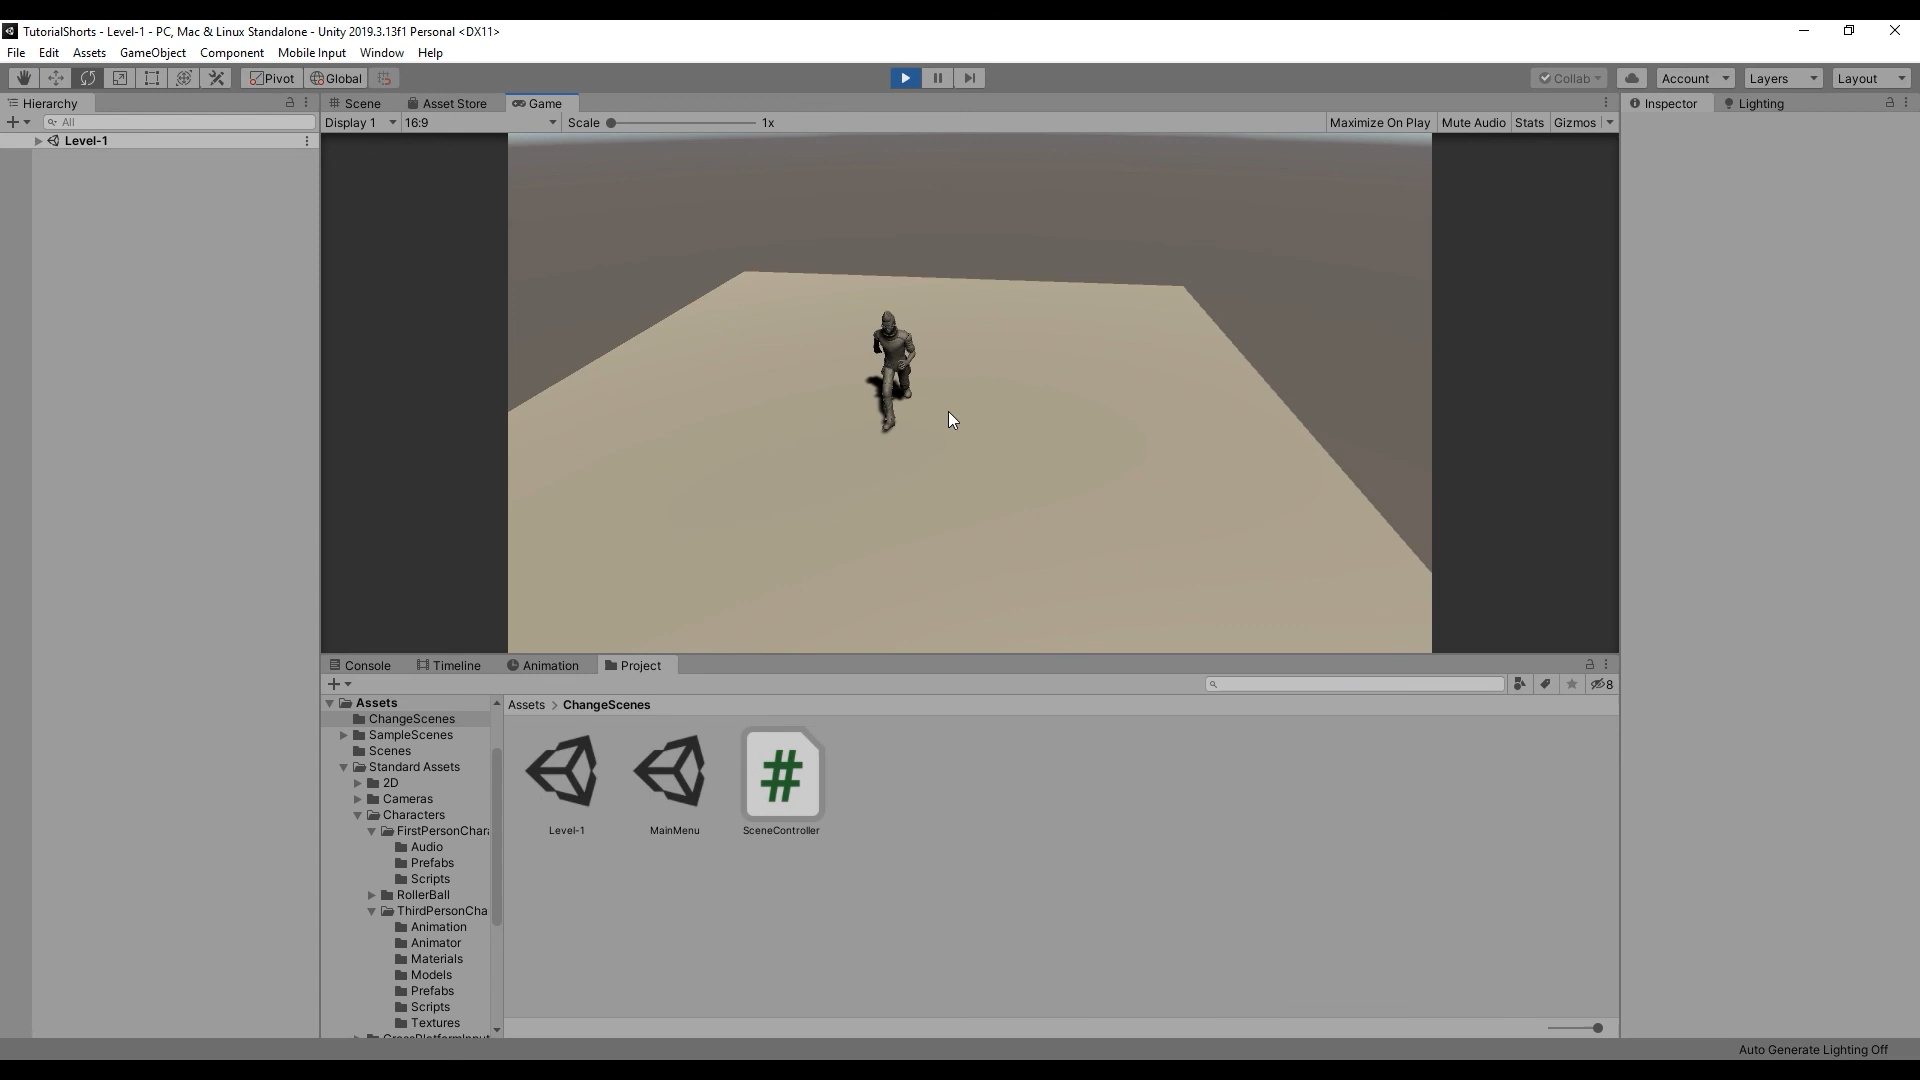 TutorialShorts - Level-1 - PC, Mac & Linux Standalone - Unity 2019.3.13f1 Personal <DX11>
File Edit Assets GameObject Component Mobile Input Window Help
Pivot Global Collab Account Layers Layout
Hierarchy Scene Asset Store Game Inspector Lighting
All Display 1 16:9 Scale 1x Maximize On Play Mute Audio Stats Gizmos
Level-1
Console Timeline Animation Project
8
Assets
Assets > ChangeScenes
ChangeScenes
SampleScenes
Scenes
Standard Assets
2D
Cameras
Characters
FirstPersonChar
Audio
Prefabs
Scripts
RollerBall
ThirdPersonCha
Animation
Animator
Materials
Models
Prefabs
Scripts
Textures
Level-1 MainMenu SceneController
Auto Generate Lighting Off